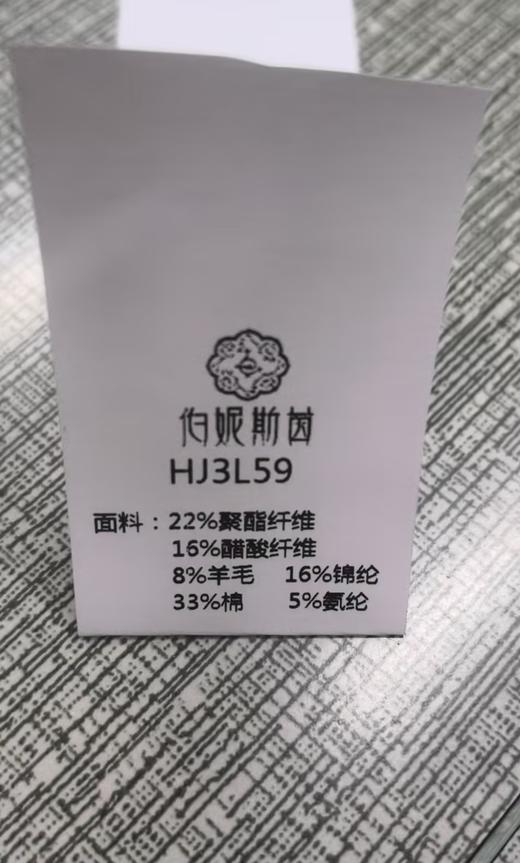 伯妮斯茵
HJ3L59
面料：22%聚酯纤维
16%醋酸纤维
8%羊毛 16%锦纶
33%棉 5%氨纶